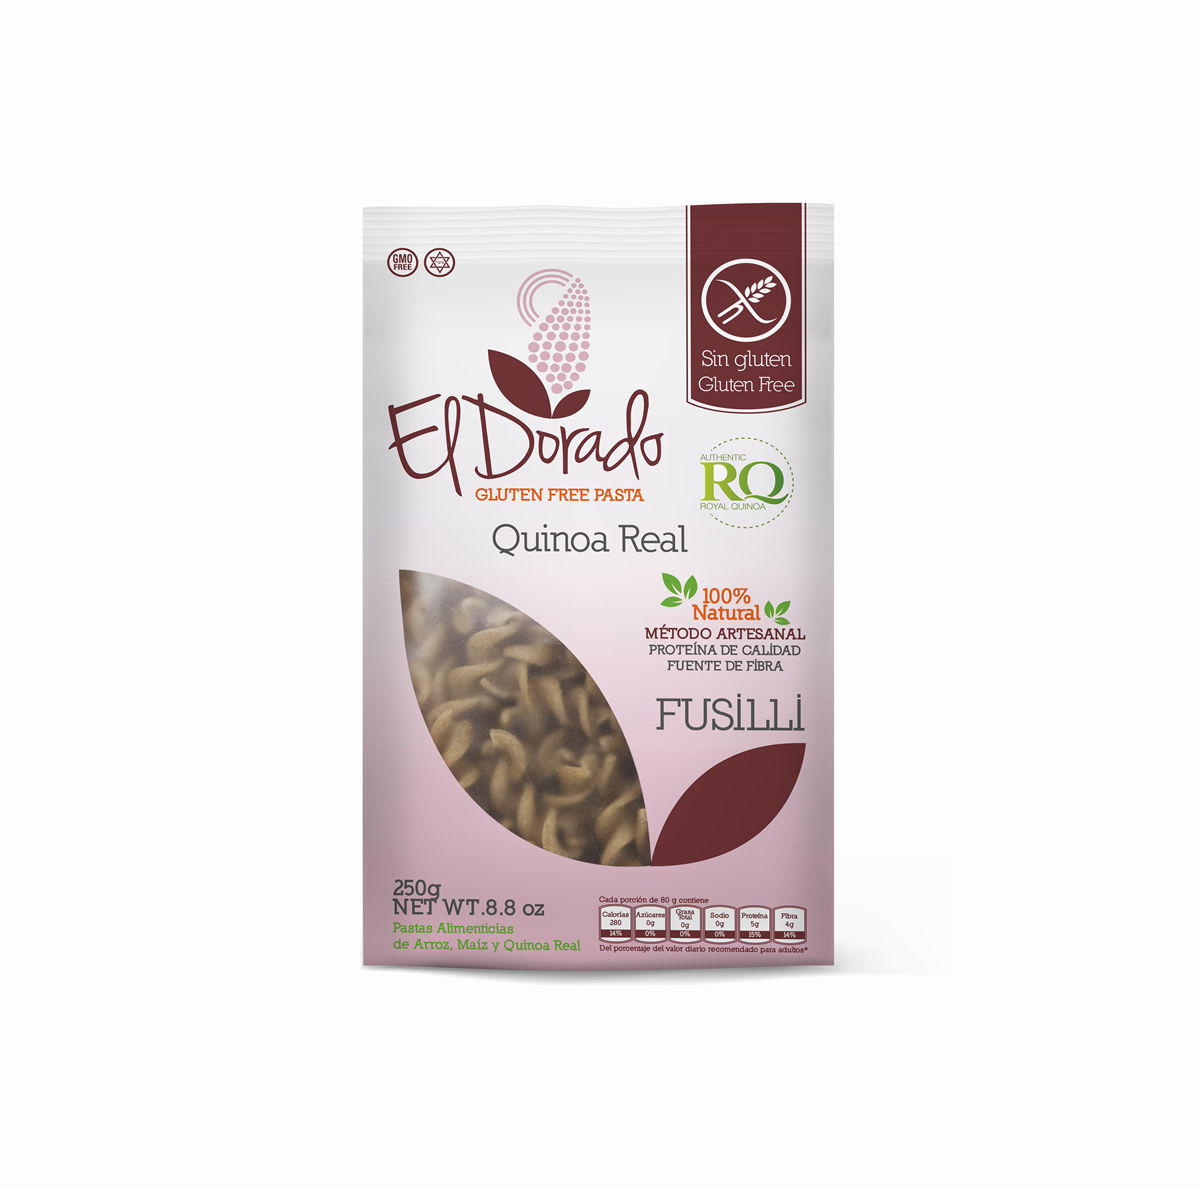 GMO
FREE
Sin gluten
Gluten Free
El Dorado
GLUTEN FREE PASTA
AUTHENTIC
RQ
ROYAL QUINOA
Quinoa Real
100%
Natural
MÉTODO ARTESANAL
PROTEÍNA DE CALIDAD
FUENTE DE FIBRA
FUSILLI
250g
NET WT.8.8 oz
Pastas Alimenticias
de Arroz, Maíz y Quinoa Real
Cada porción de 80 g contiene
Calorías Azúcares Grasa Total Sodio Proteína Fibra
280 0g 0g 0g 5g 4g
14% 0% 0% 0% 15% 14%
Del porcentaje del valor diario recomendado para adultos*